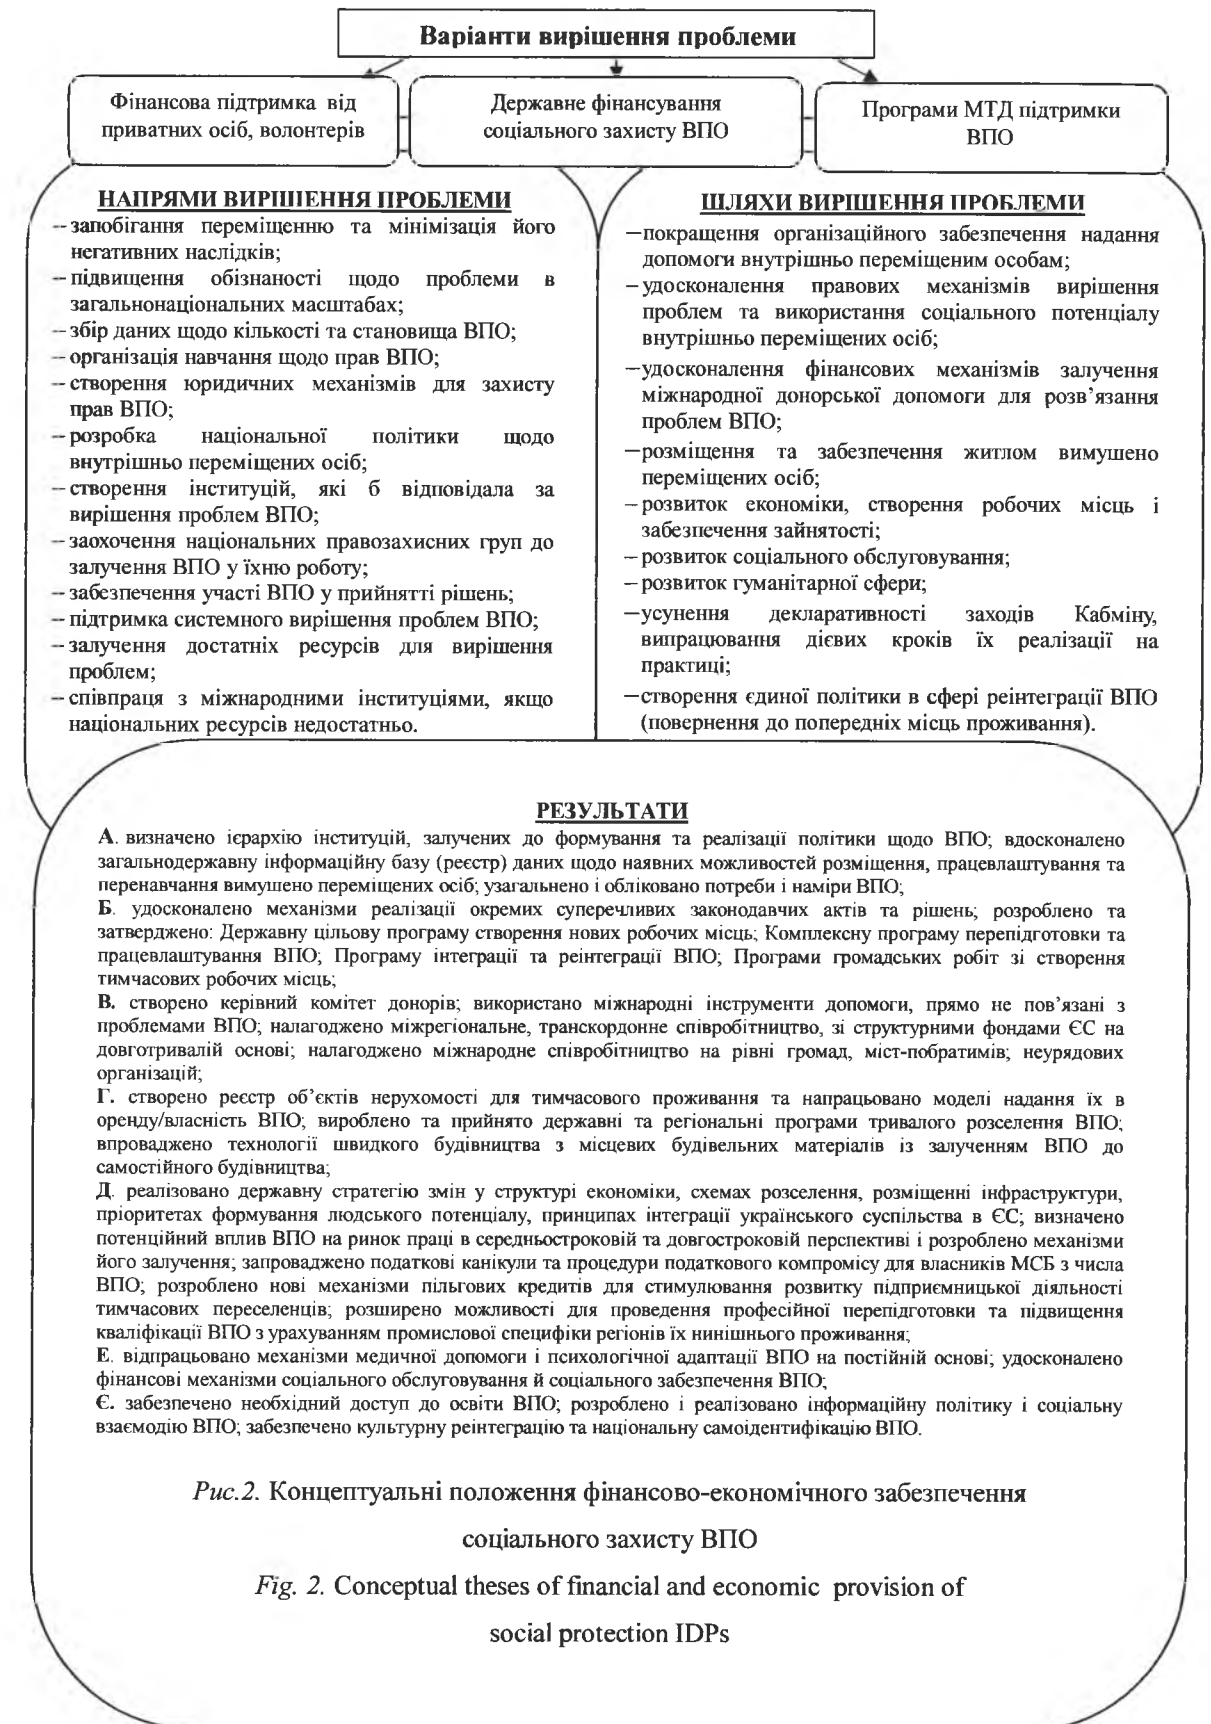 Варіанти вирішення проблеми
Фінансова підтримка від
приватних осіб, волонтерів
Державне фінансування
соціального захисту ВПО
Програми МТД підтримки
ВПО
НАПРЯМИ ВИРІШЕННЯ ПРОБЛЕМИ
– запобігання переміщенню та мінімізація його
негативних наслідків;
– підвищення обізнаності щодо проблеми в
загальнонаціональних масштабах;
– збір даних щодо кількості та становища ВПО;
– організація навчання щодо прав ВПО;
– створення юридичних механізмів для захисту
прав ВПО;
– розробка національної політики щодо
внутрішньо переміщених осіб;
– створення інституцій, які б відповідала за
вирішення проблем ВПО;
– заохочення національних правозахисних груп до
залучення ВПО у їхню роботу;
– забезпечення участі ВПО у прийнятті рішень;
– підтримка системного вирішення проблем ВПО;
– залучення достатніх ресурсів для вирішення
проблем;
– співпраця з міжнародними інституціями, якщо
національних ресурсів недостатньо.
ШЛЯХИ ВИРІШЕННЯ ПРОБЛЕМИ
– покращення організаційного забезпечення надання
допомоги внутрішньо переміщеним особам;
– удосконалення правових механізмів вирішення
проблем та використання соціального потенціалу
внутрішньо переміщених осіб;
– удосконалення фінансових механізмів залучення
міжнародної донорської допомоги для розв’язання
проблем ВПО;
– розміщення та забезпечення житлом вимушено
переміщених осіб;
– розвиток економіки, створення робочих місць і
забезпечення зайнятості;
– розвиток соціального обслуговування;
– розвиток гуманітарної сфери;
– усунення декларативності заходів Кабміну,
випрацювання дієвих кроків їх реалізації на
практиці;
– створення єдиної політики в сфері реінтеграції ВПО
(повернення до попередніх місць проживання).
РЕЗУЛЬТАТИ
А. визначено ієрархію інституцій, залучених до формування та реалізації політики щодо ВПО; вдосконалено
загальнодержавну інформаційну базу (реєстр) даних щодо наявних можливостей розміщення, працевлаштування та
перенавчання вимушено переміщених осіб; узагальнено і обліковано потреби і наміри ВПО;
Б. удосконалено механізми реалізації окремих суперечливих законодавчих актів та рішень; розроблено та
затверджено: Державну цільову програму створення нових робочих місць; Комплексну програму перепідготовки та
працевлаштування ВПО; Програму інтеграції та реінтеграції ВПО; Програми громадських робіт зі створення
тимчасових робочих місць;
В. створено керівний комітет донорів; використано міжнародні інструменти допомоги, прямо не пов’язані з
проблемами ВПО; налагоджено міжрегіональне, транскордонне співробітництво, зі структурними фондами ЄС на
довготривалій основі; налагоджено міжнародне співробітництво на рівні громад, міст-побратимів; неурядових
організацій;
Г. створено реєстр об’єктів нерухомості для тимчасового проживання та напрацьовано моделі надання їх в
оренду/власність ВПО; вироблено та прийнято державні та регіональні програми тривалого розселення ВПО;
впроваджено технології швидкого будівництва з місцевих будівельних матеріалів із залученням ВПО до
самостійного будівництва;
Д. реалізовано державну стратегію змін у структурі економіки, схемах розселення, розміщенні інфраструктури,
пріоритетах формування людського потенціалу, принципах інтеграції українського суспільства в ЄС; визначено
потенційний вплив ВПО на ринок праці в середньостроковій та довгостроковій перспективі і розроблено механізми
його залучення; запроваджено податкові канікули та процедури податкового компромісу для власників МСБ з числа
ВПО; розроблено нові механізми пільгових кредитів для стимулювання розвитку підприємницької діяльності
тимчасових переселенців; розширено можливості для проведення професійної перепідготовки та підвищення
кваліфікації ВПО з урахуванням промислової специфіки регіонів їх нинішнього проживання;
Е. відпрацьовано механізми медичної допомоги і психологічної адаптації ВПО на постійній основі; удосконалено
фінансові механізми соціального обслуговування й соціального забезпечення ВПО;
Є. забезпечено необхідний доступ до освіти ВПО; розроблено і реалізовано інформаційну політику і соціальну
взаємодію ВПО; забезпечено культурну реінтеграцію та національну самоідентифікацію ВПО.
Рис.2. Концептуальні положення фінансово-економічного забезпечення
соціального захисту ВПО
Fig. 2. Conceptual theses of financial and economic provision of
social protection IDPs